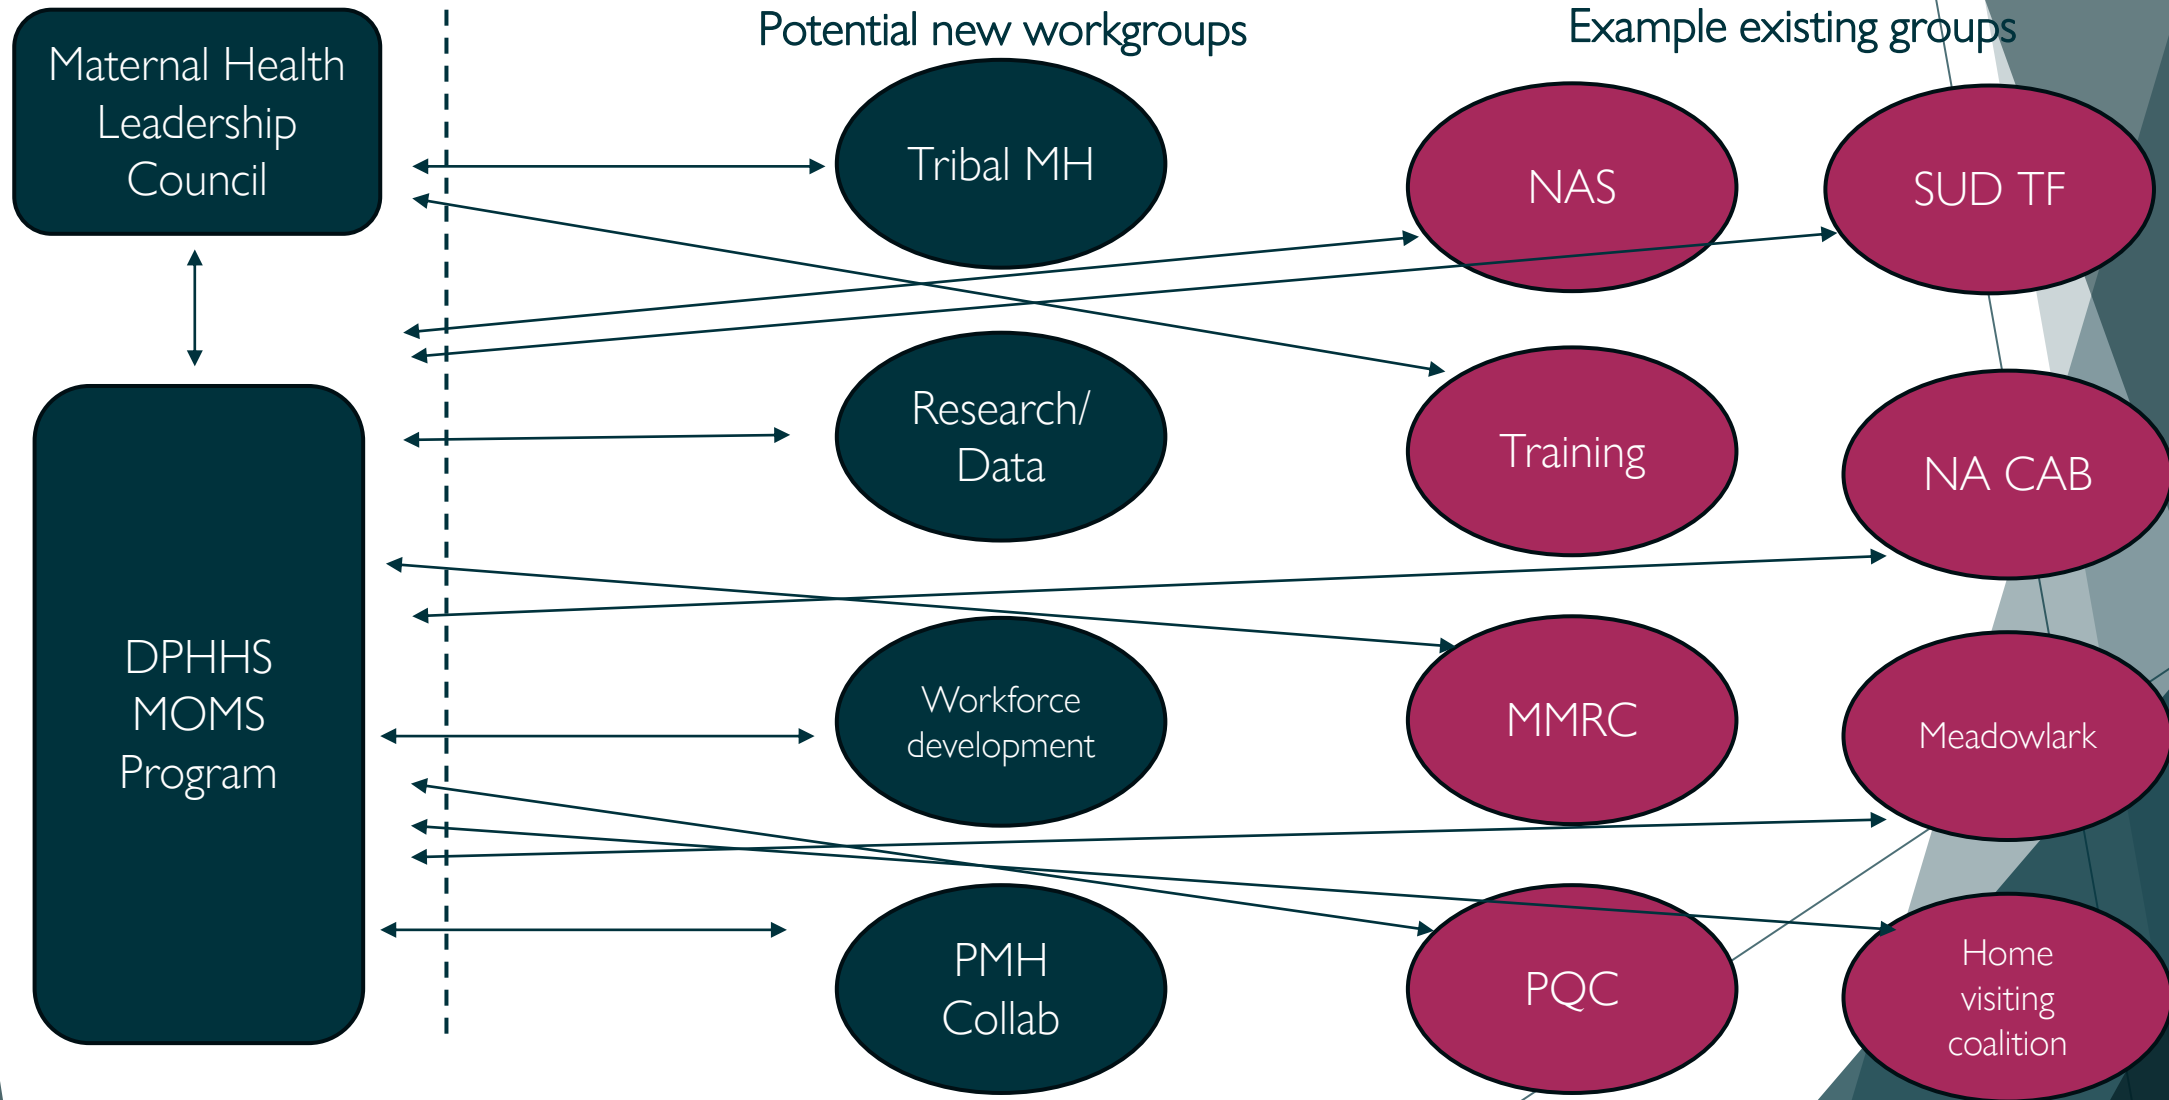 Maternal Health
Leadership
Council
DPHHS
MOMS
Program
Potential new workgroups
Tribal MH
Research/
Data
Workforce
development
PMH
Collab
Example existing groups
NAS
SUD TF
Training
NA CAB
MMRC
Meadowlark
PQC
Home
visiting
coalition